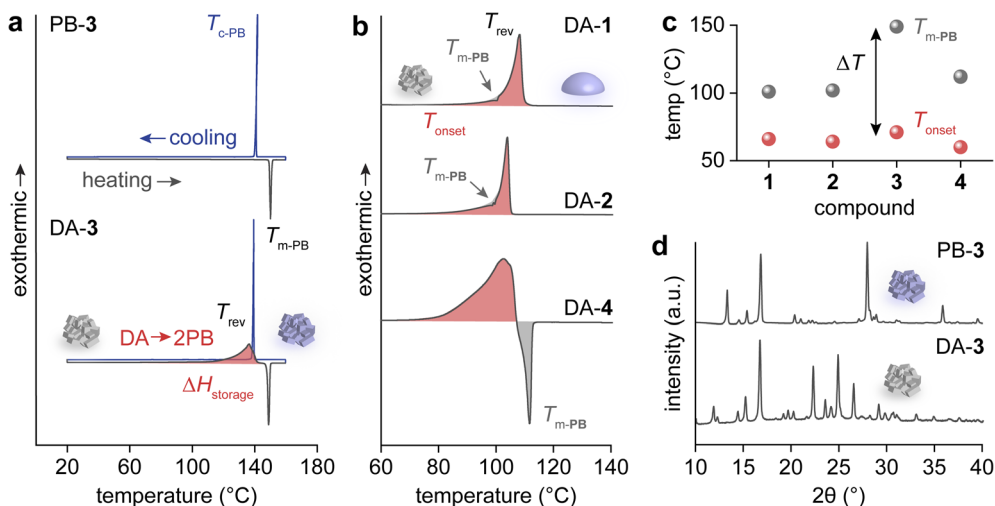 a
PB-3
Tc-PB
cooling
heating
Tm-PB
DA-3
Trev
DA→2PB
ΔHstorage
exothermic
20 60 100 140 180
temperature (°C)
b
DA-1
Trev
Tm-PB
Tonset
Tm-PB
DA-2
DA-4
Tm-PB
exothermic
60 80 100 120 140
temperature (°C)
c
150
100
50
temp (°C)
Tm-PB
ΔT
Tonset
1 2 3 4
compound
d
PB-3
DA-3
intensity (a.u.)
10 15 20 25 30 35 40
2θ (°)